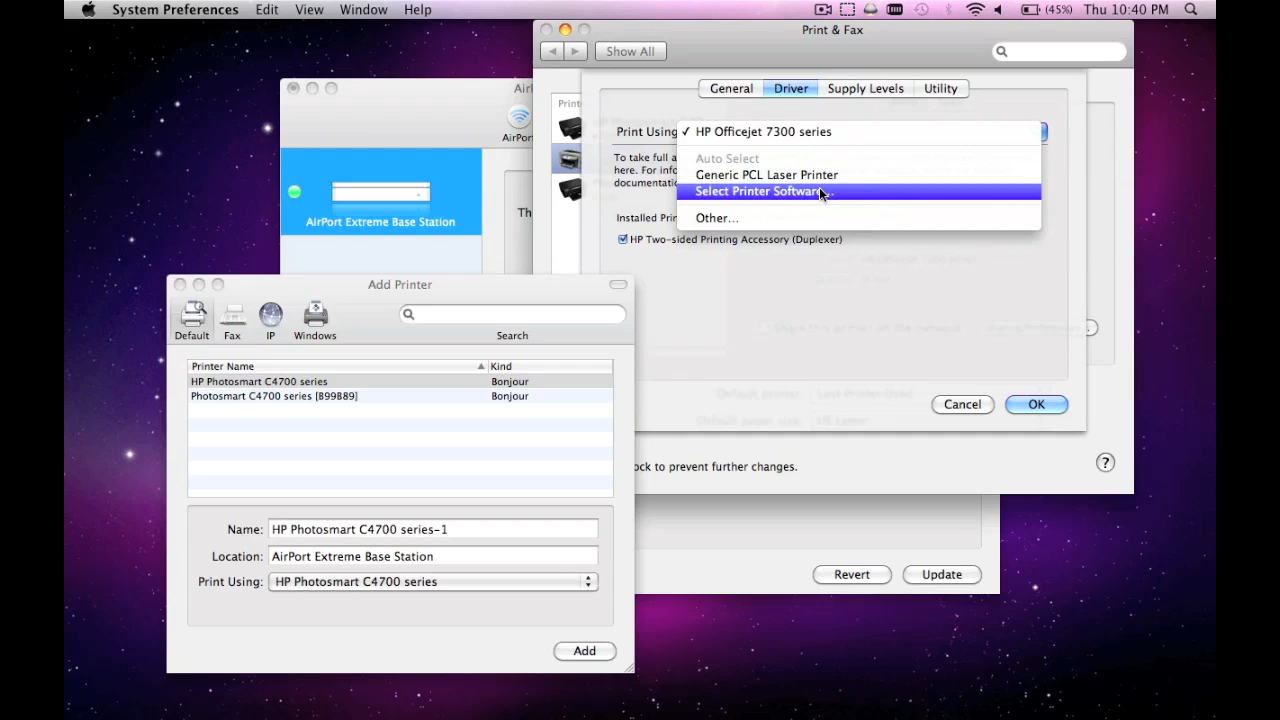 System Preferences Edit View Window Help (45%) Thu 10:40 PM
Print & Fax
Show All
General Driver Supply Levels Utility
Print Using ✓ HP Officejet 7300 series
To take full a
here. For info
documentatio
Auto Select
Generic PCL Laser Printer
Select Printer Software...
Other...
Installed Prin
HP Two-sided Printing Accessory (Duplexer)
Cancel OK
ock to prevent further changes.
?
AirPort
Th
AirPort Extreme Base Station
Revert Update
Add Printer
Default Fax IP Windows Search
Printer Name Kind
HP Photosmart C4700 series Bonjour
Photosmart C4700 series [B99B89] Bonjour
Name: HP Photosmart C4700 series-1
Location: AirPort Extreme Base Station
Print Using: HP Photosmart C4700 series
Add